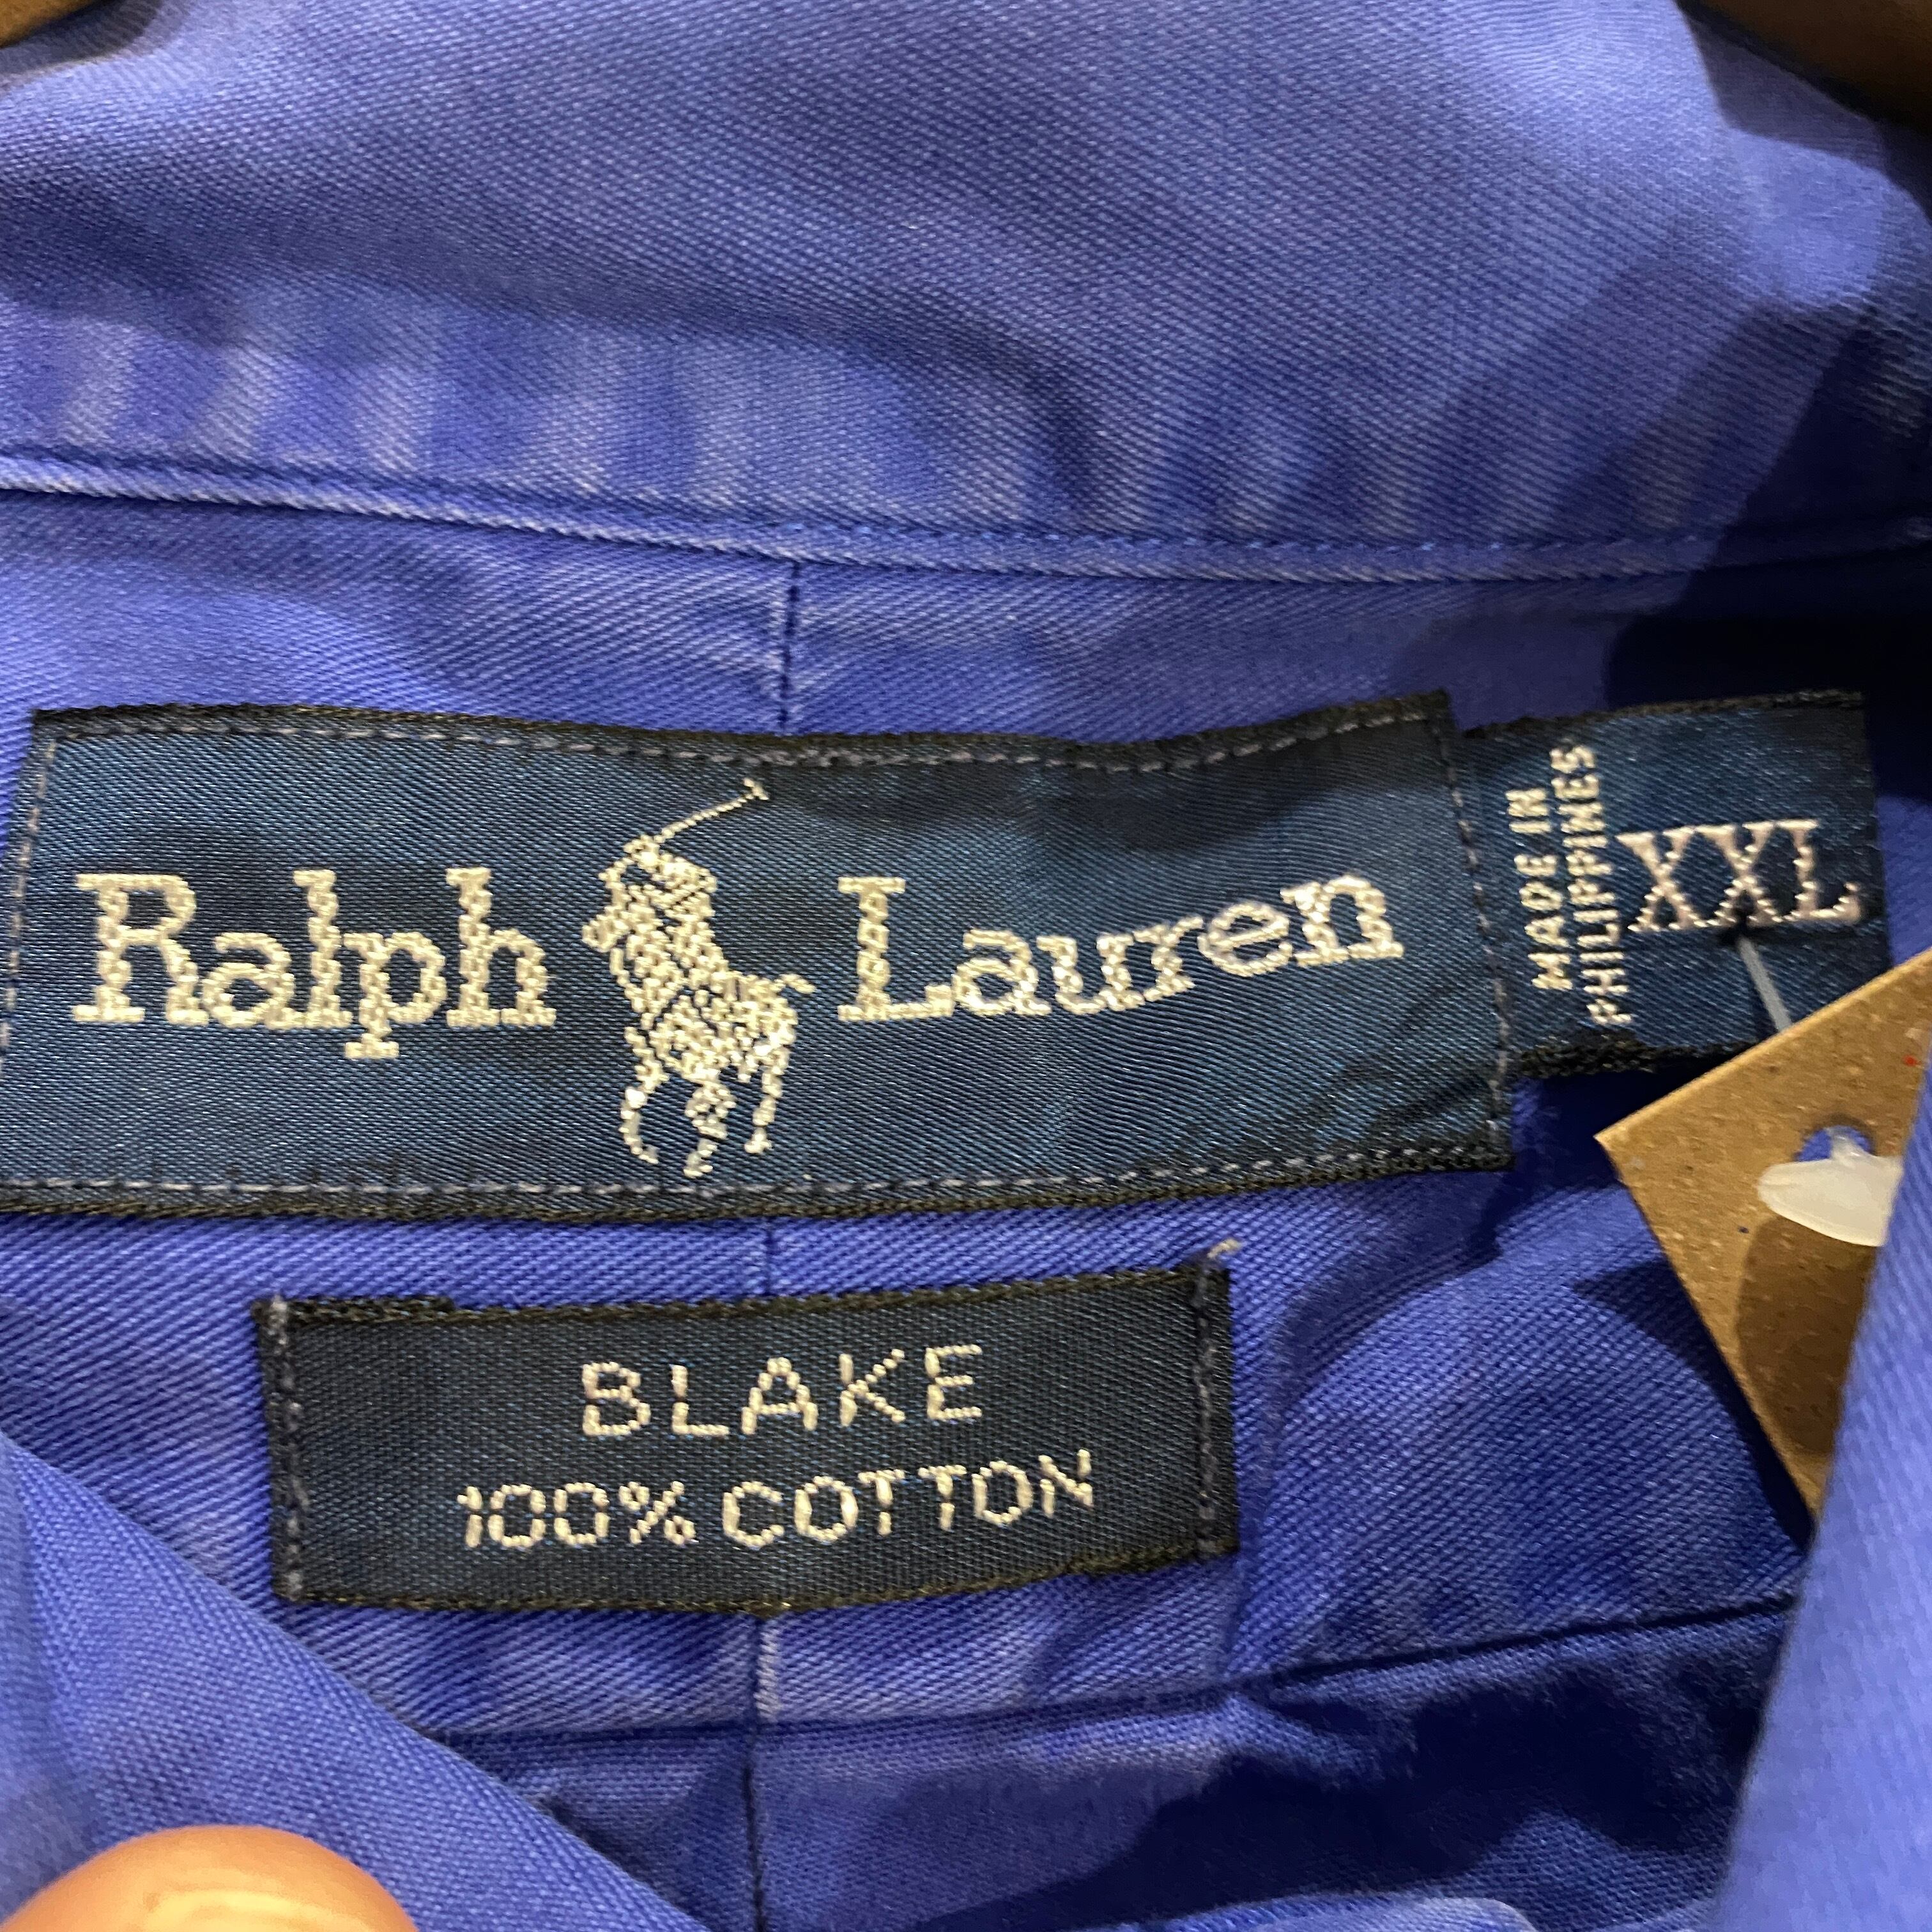 Ralph Lauren
MADE IN
PHILIPPINES
XXL
BLAKE
100% COTTON